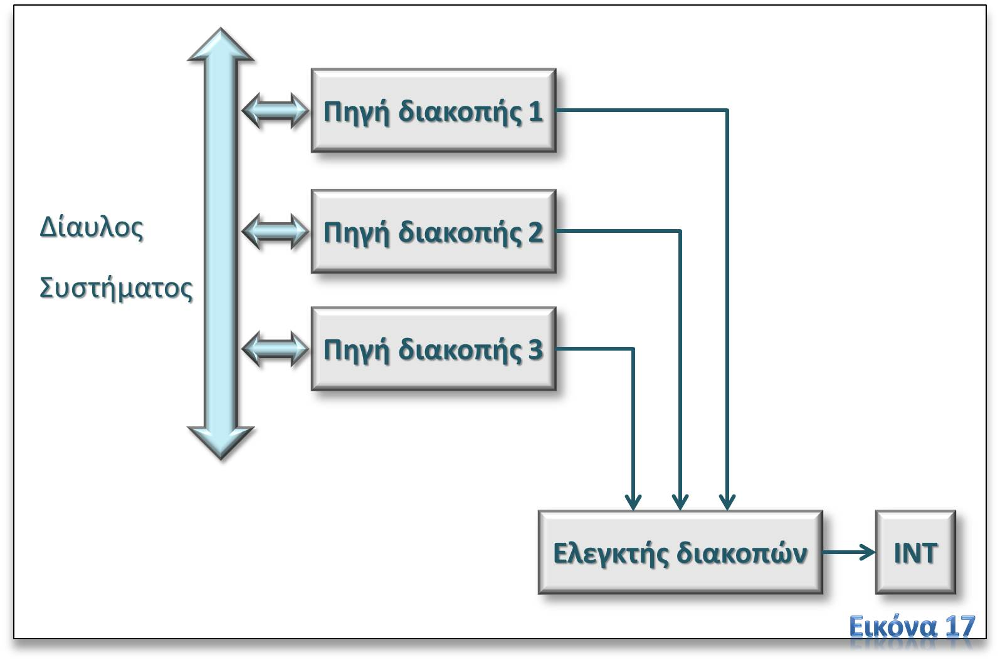 Πηγή διακοπής 1
Δίαυλος
Συστήματος
Πηγή διακοπής 2
Πηγή διακοπής 3
Ελεγκτής διακοπών
INT
Εικόνα 17